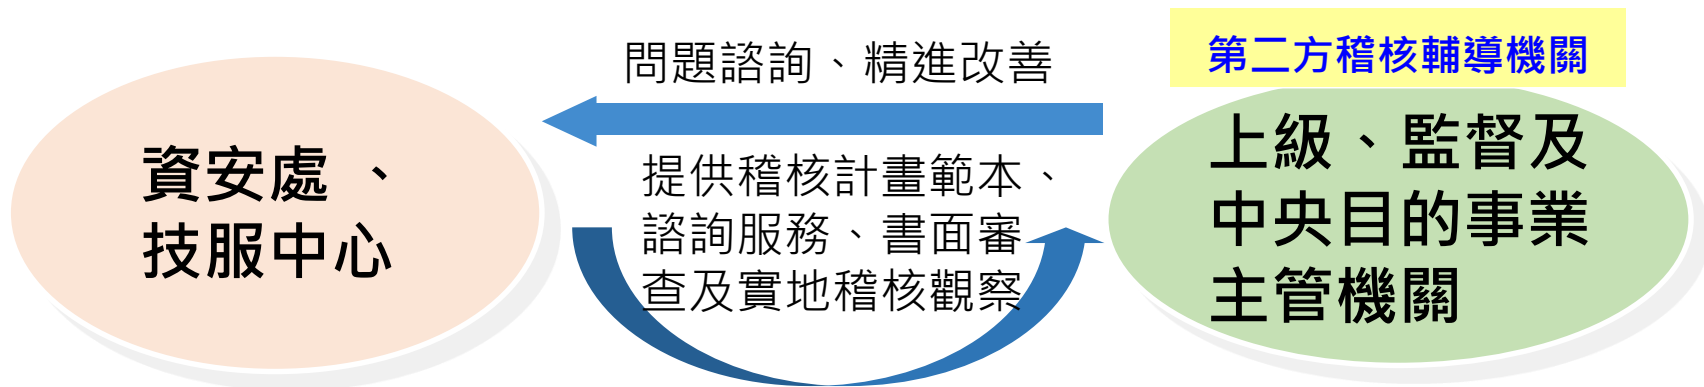 資安處、
技服中心
問題諮詢、精進改善
提供稽核計畫範本、
諮詢服務、書面審
查及實地稽核觀察
第二方稽核輔導機關
上級、監督及
中央目的事業
主管機關